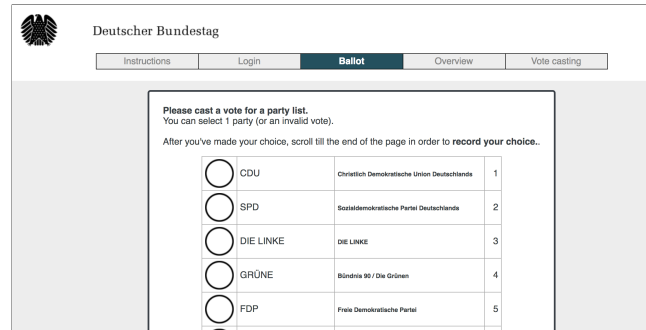 Deutscher Bundestag
Instructions Login Ballot Overview Vote casting
Please cast a vote for a party list.
You can select 1 party (or an invalid vote).
After you've made your choice, scroll till the end of the page in order to record your choice..
CDU Christlich Demokratische Union Deutschlands 1
SPD Sozialdemokratische Partei Deutschlands 2
DIE LINKE DIE LINKE 3
GRÜNE Bündnis 90 / Die Grünen 4
FDP Freie Demokratische Partei 5